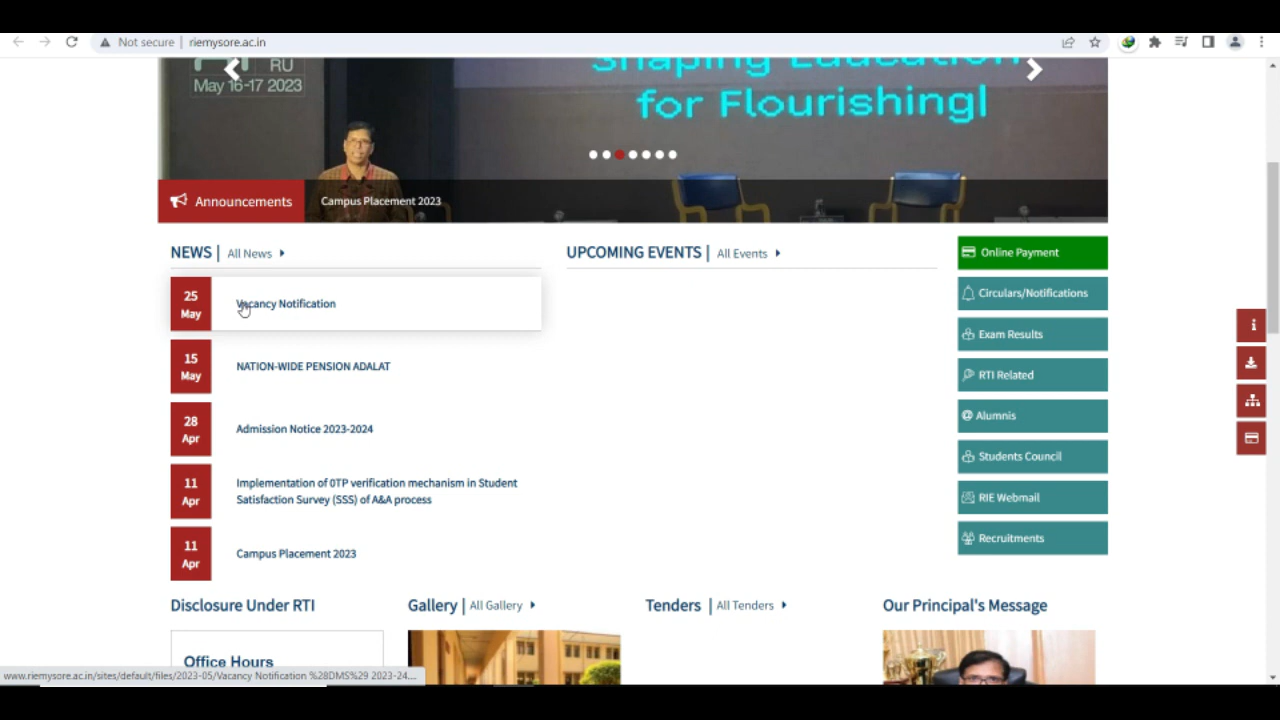 Not secure | riemysore.ac.in
RU
May 16-17 2023
Shaping Education
for Flourishing|
Announcements
Campus Placement 2023
NEWS | All News
UPCOMING EVENTS | All Events
25
May
Vacancy Notification
15
May
NATION-WIDE PENSION ADALAT
28
Apr
Admission Notice 2023-2024
11
Apr
Implementation of 0TP verification mechanism in Student
Satisfaction Survey (SSS) of A&A process
11
Apr
Campus Placement 2023
Online Payment
Circulars/Notifications
Exam Results
RTI Related
Alumnis
Students Council
RIE Webmail
Recruitments
Disclosure Under RTI
Gallery | All Gallery
Tenders | All Tenders
Our Principal's Message
Office Hours
www.riemysore.ac.in/sites/default/files/2023-05/Vacancy Notification %28DMS%29 2023-24....